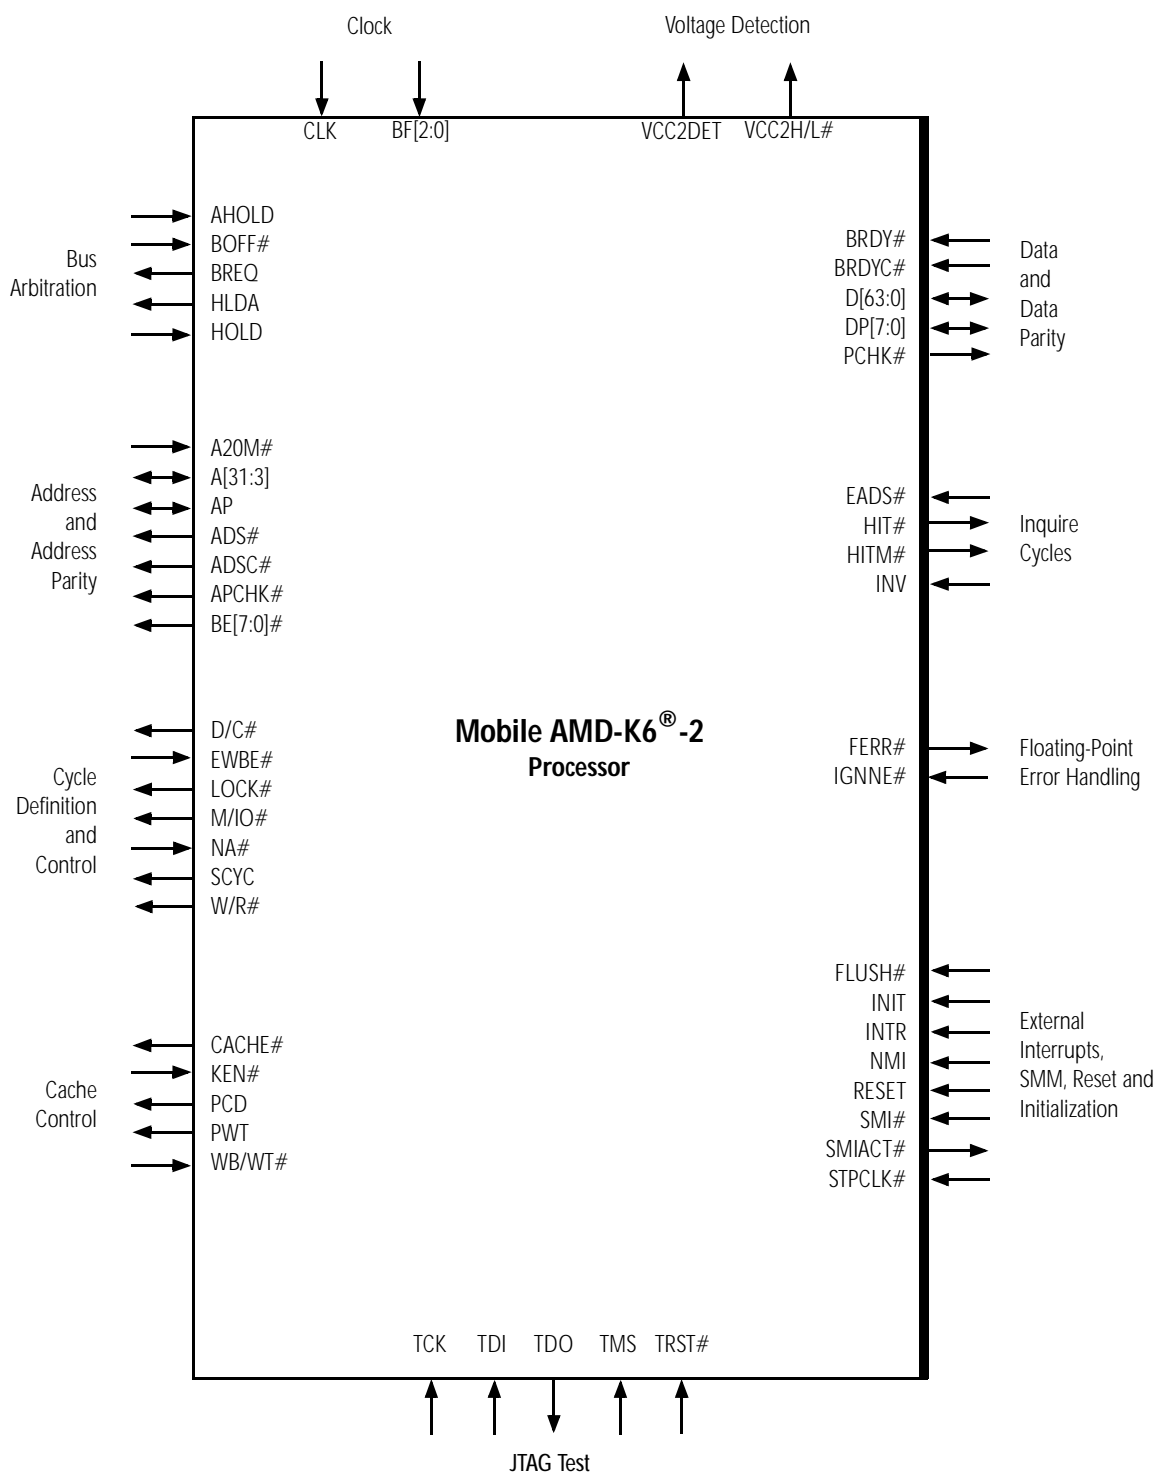 Clock
Voltage Detection
CLK
BF[2:0]
VCC2DET
VCC2H/L#
Bus
Arbitration
AHOLD
BOFF#
BREQ
HLDA
HOLD
BRDY#
BRDYC#
D[63:0]
DP[7:0]
PCHK#
Data
and
Data
Parity
Address
and
Address
Parity
A20M#
A[31:3]
AP
ADS#
ADSC#
APCHK#
BE[7:0]#
EADS#
HIT#
HITM#
INV
Inquire
Cycles
Mobile AMD-K6®-2
Processor
Cycle
Definition
and
Control
D/C#
EWBE#
LOCK#
M/IO#
NA#
SCYC
W/R#
FERR#
IGNNE#
Floating-Point
Error Handling
Cache
Control
CACHE#
KEN#
PCD
PWT
WB/WT#
FLUSH#
INIT
INTR
NMI
RESET
SMI#
SMIACT#
STPCLK#
External
Interrupts,
SMM, Reset and
Initialization
TCK
TDI
TDO
TMS
TRST#
JTAG Test